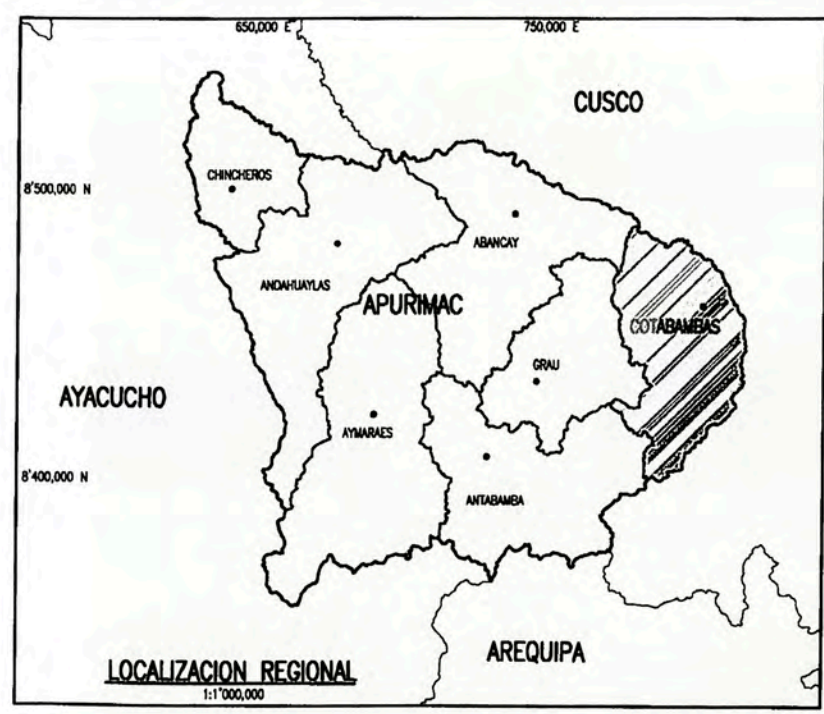 650,000 E
750,000 E
CUSCO
CHINCHEROS
8'500,000 N
ABANCAY
ANDAHUAYLAS
APURIMAC
COTABAMBAS
GRAU
AYACUCHO
AYMARAES
8'400,000 N
ANTABAMBA
AREQUIPA
LOCALIZACION REGIONAL
1:1'000,000